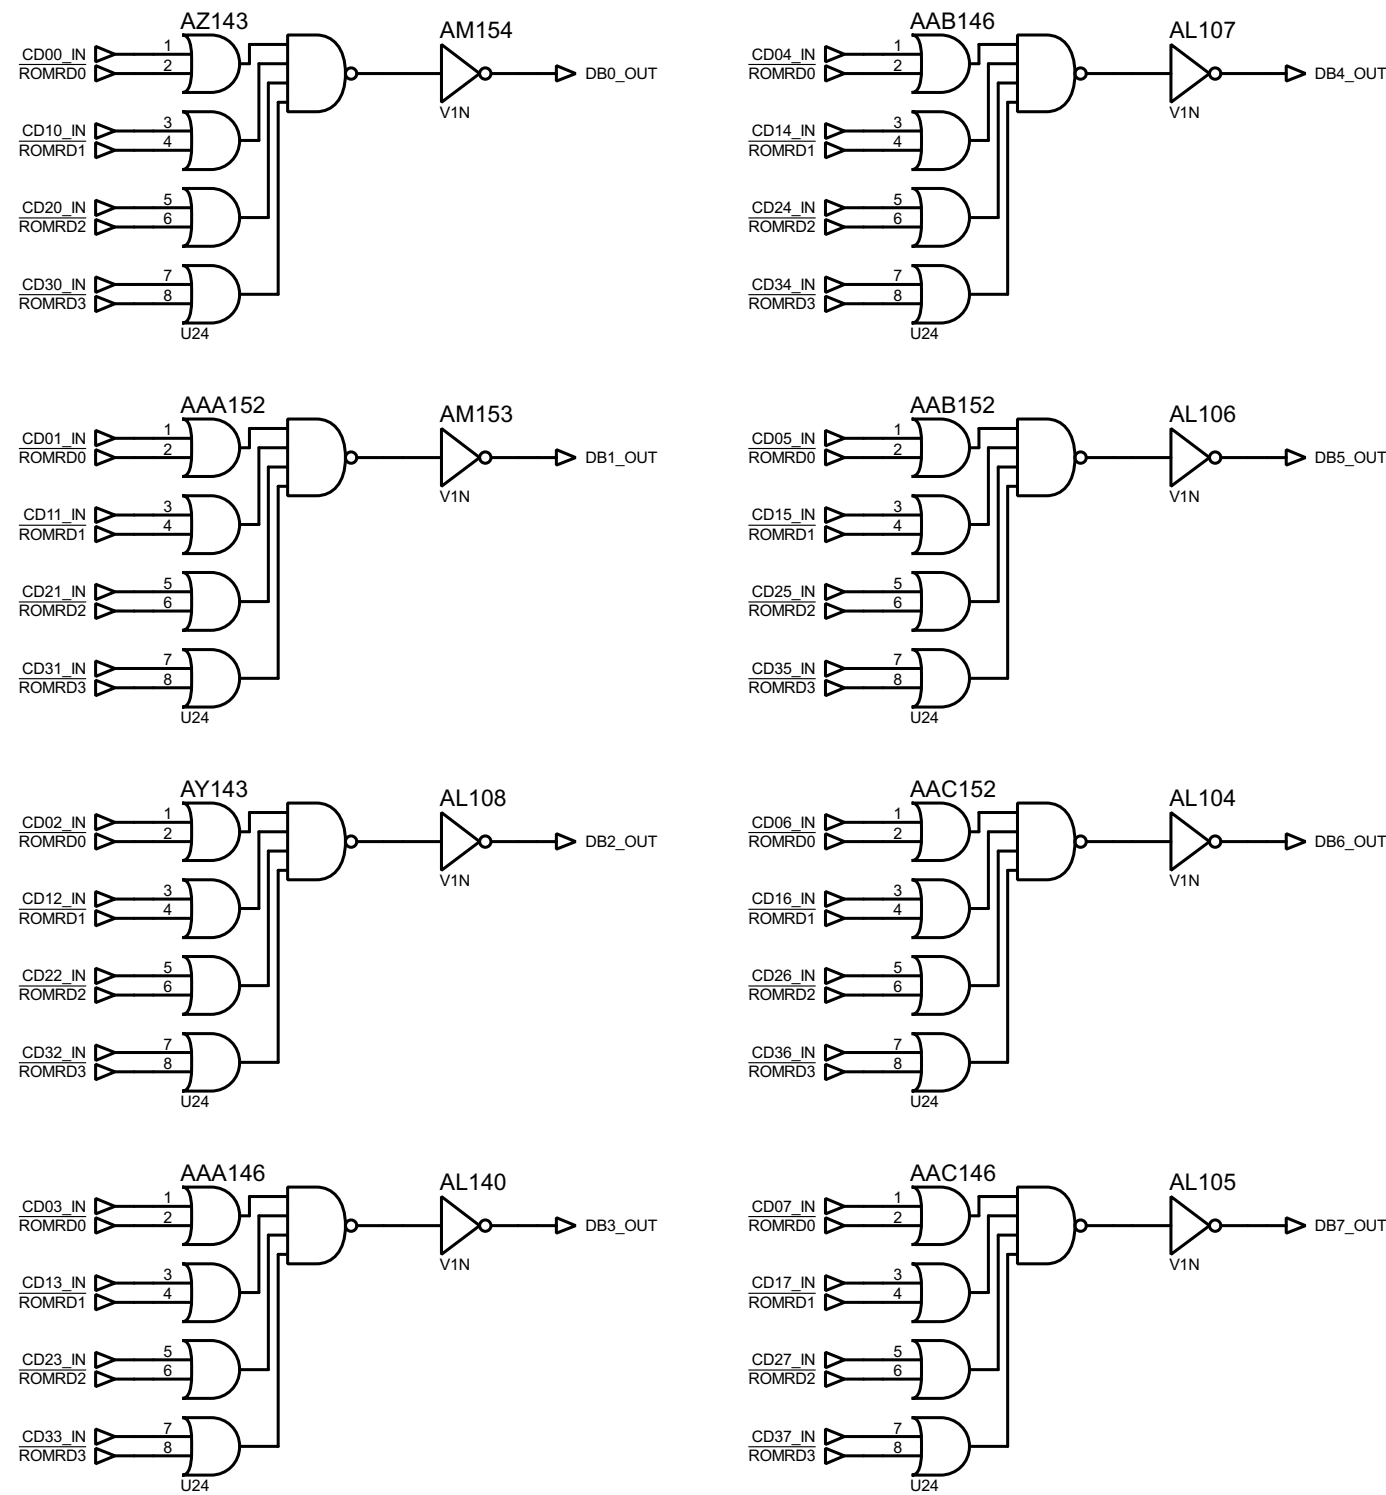 AZ143
AM154
CD00_IN 1
ROMRD0 2
DB0_OUT
V1N
CD10_IN 3
ROMRD1 4
CD20_IN 5
ROMRD2 6
CD30_IN 7
ROMRD3 8
U24
AAB146
AL107
CD04_IN 1
ROMRD0 2
DB4_OUT
V1N
CD14_IN 3
ROMRD1 4
CD24_IN 5
ROMRD2 6
CD34_IN 7
ROMRD3 8
U24
AAA152
AM153
CD01_IN 1
ROMRD0 2
DB1_OUT
V1N
CD11_IN 3
ROMRD1 4
CD21_IN 5
ROMRD2 6
CD31_IN 7
ROMRD3 8
U24
AAB152
AL106
CD05_IN 1
ROMRD0 2
DB5_OUT
V1N
CD15_IN 3
ROMRD1 4
CD25_IN 5
ROMRD2 6
CD35_IN 7
ROMRD3 8
U24
AY143
AL108
CD02_IN 1
ROMRD0 2
DB2_OUT
V1N
CD12_IN 3
ROMRD1 4
CD22_IN 5
ROMRD2 6
CD32_IN 7
ROMRD3 8
U24
AAC152
AL104
CD06_IN 1
ROMRD0 2
DB6_OUT
V1N
CD16_IN 3
ROMRD1 4
CD26_IN 5
ROMRD2 6
CD36_IN 7
ROMRD3 8
U24
AAA146
AL140
CD03_IN 1
ROMRD0 2
DB3_OUT
V1N
CD13_IN 3
ROMRD1 4
CD23_IN 5
ROMRD2 6
CD33_IN 7
ROMRD3 8
U24
AAC146
AL105
CD07_IN 1
ROMRD0 2
DB7_OUT
V1N
CD17_IN 3
ROMRD1 4
CD27_IN 5
ROMRD2 6
CD37_IN 7
ROMRD3 8
U24